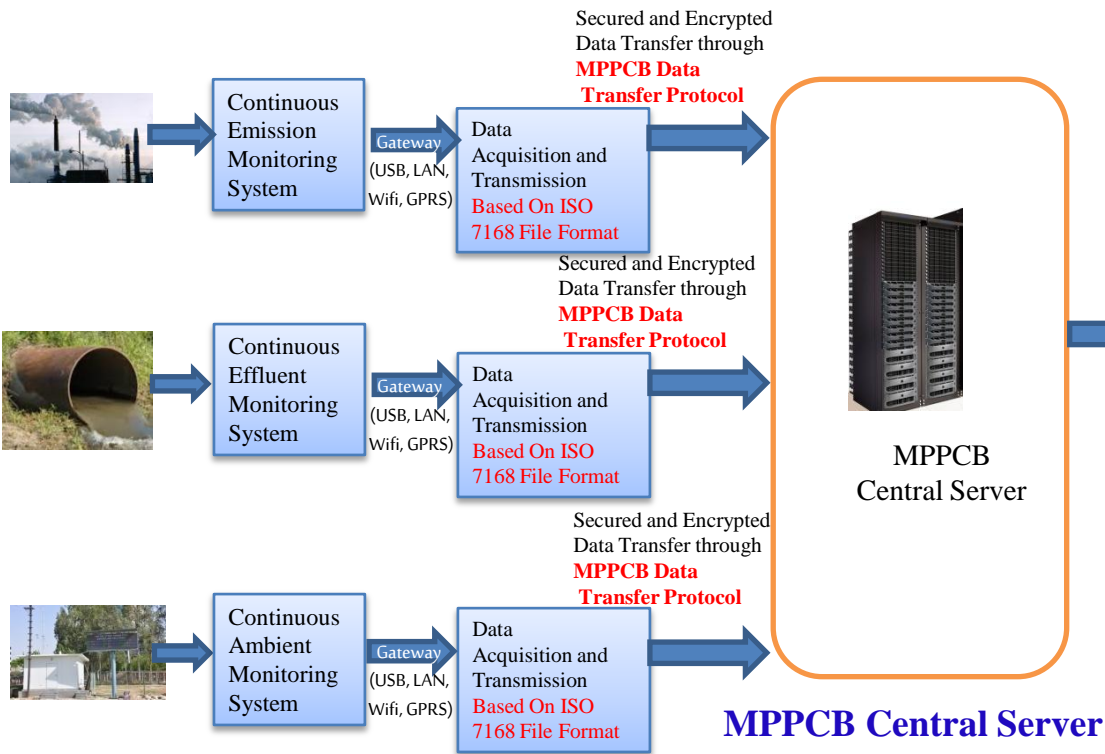 Secured and Encrypted
Data Transfer through
MPPCB Data
Transfer Protocol
Continuous
Emission
Monitoring
System
Gateway
(USB, LAN,
Wifi, GPRS)
Data
Acquisition and
Transmission
Based On ISO
7168 File Format
Secured and Encrypted
Data Transfer through
MPPCB Data
Transfer Protocol
Continuous
Effluent
Monitoring
System
Gateway
(USB, LAN,
Wifi, GPRS)
Data
Acquisition and
Transmission
Based On ISO
7168 File Format
MPPCB
Central Server
Secured and Encrypted
Data Transfer through
MPPCB Data
Transfer Protocol
Continuous
Ambient
Monitoring
System
Gateway
(USB, LAN,
Wifi, GPRS)
Data
Acquisition and
Transmission
Based On ISO
7168 File Format
MPPCB Central Server